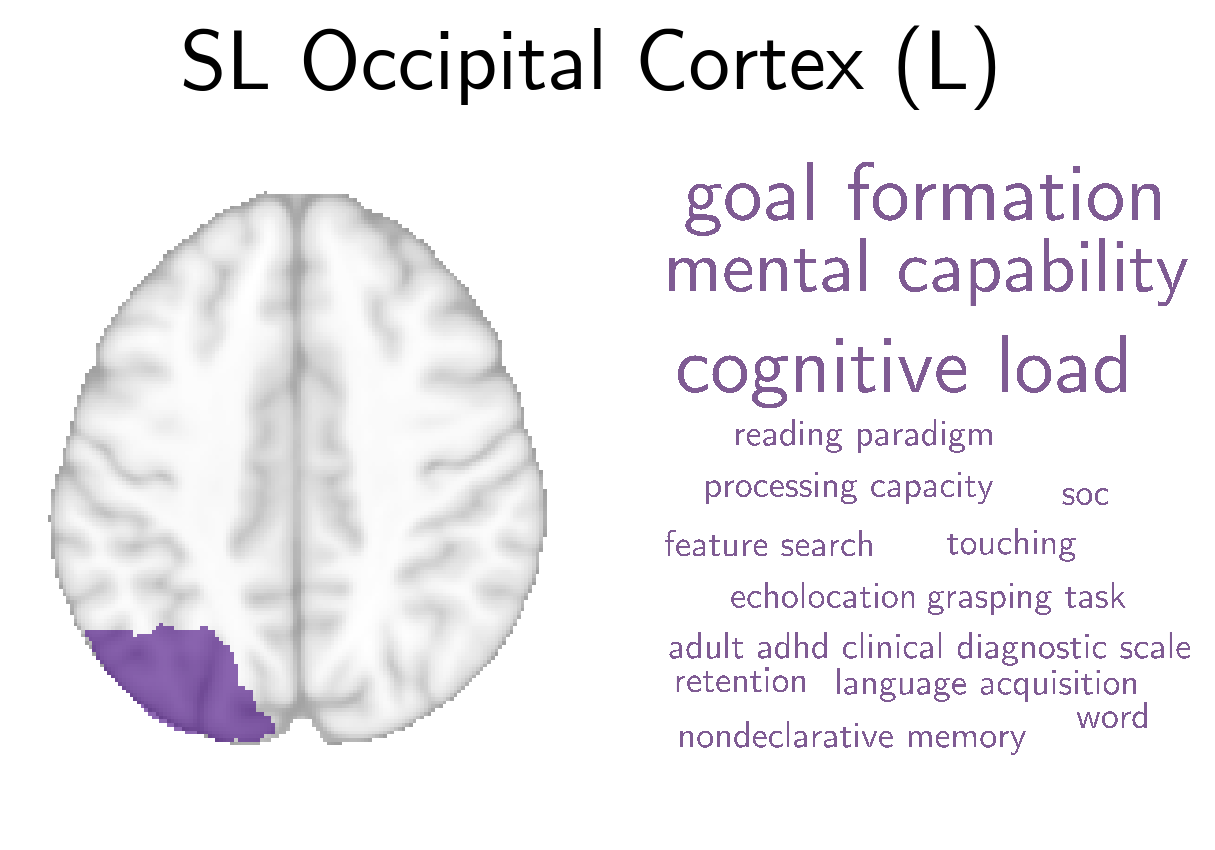 SL Occipital Cortex (L)
goal formation
mental capability
cognitive load
reading paradigm
processing capacity
soc
feature search
touching
echolocation
grasping task
adult adhd clinical diagnostic scale
retention
language acquisition
word
nondeclarative memory